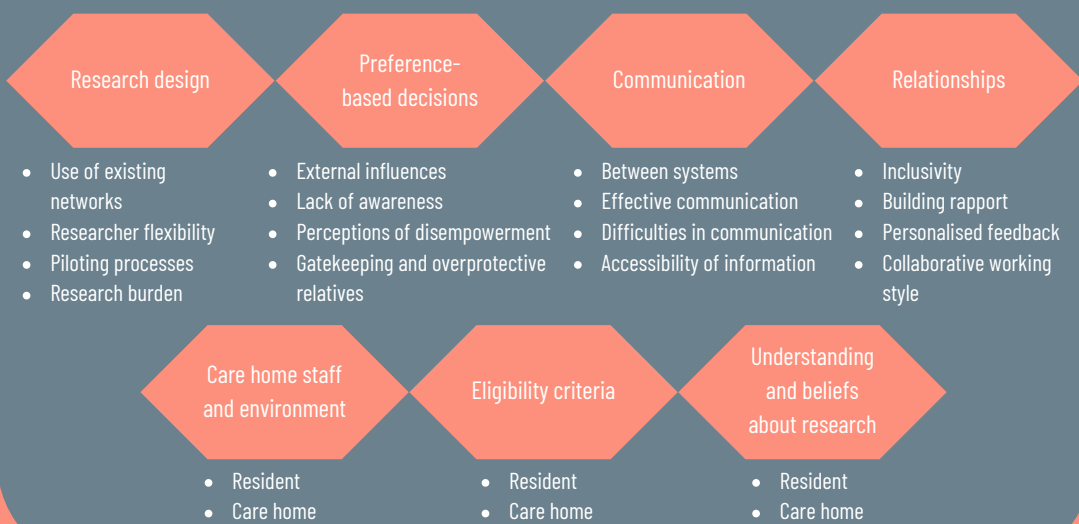 Research design
Preference-
based decisions
Communication
Relationships
• Use of existing
networks
• Researcher flexibility
• Piloting processes
• Research burden
• External influences
• Lack of awareness
• Perceptions of disempowerment
• Gatekeeping and overprotective
relatives
• Between systems
• Effective communication
• Difficulties in communication
• Accessibility of information
• Inclusivity
• Building rapport
• Personalised feedback
• Collaborative working
style
Care home staff
and environment
Eligibility criteria
Understanding
and beliefs
about research
• Resident
• Care home
• Resident
• Care home
• Resident
• Care home